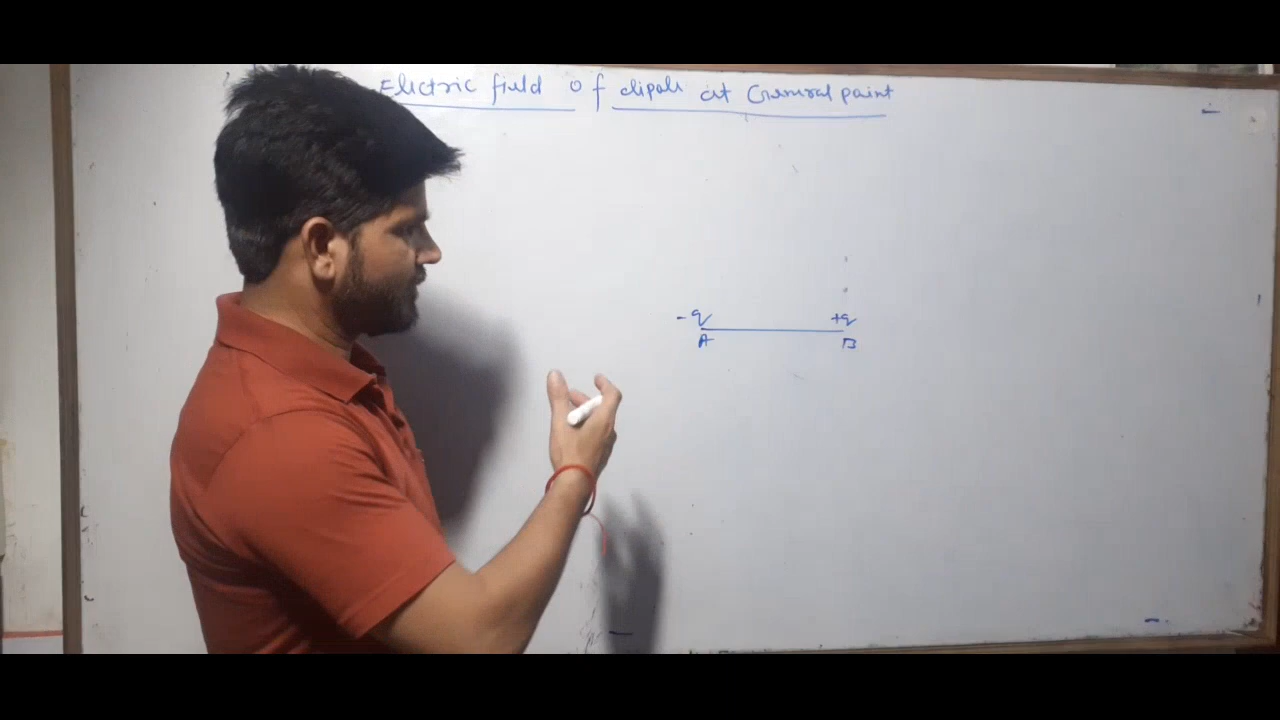 Electric field of dipole at General point
-q +q
A B